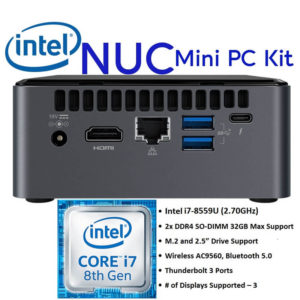 intel NUC Mini PC Kit
19V
HDMI
intel
CORE i7
8th Gen
• Intel i7-8559U (2.70GHz)
• 2x DDR4 SO-DIMM 32GB Max Support
• M.2 and 2.5” Drive Support
• Wireless AC9560, Bluetooth 5.0
• Thunderbolt 3 Ports
• # of Displays Supported – 3